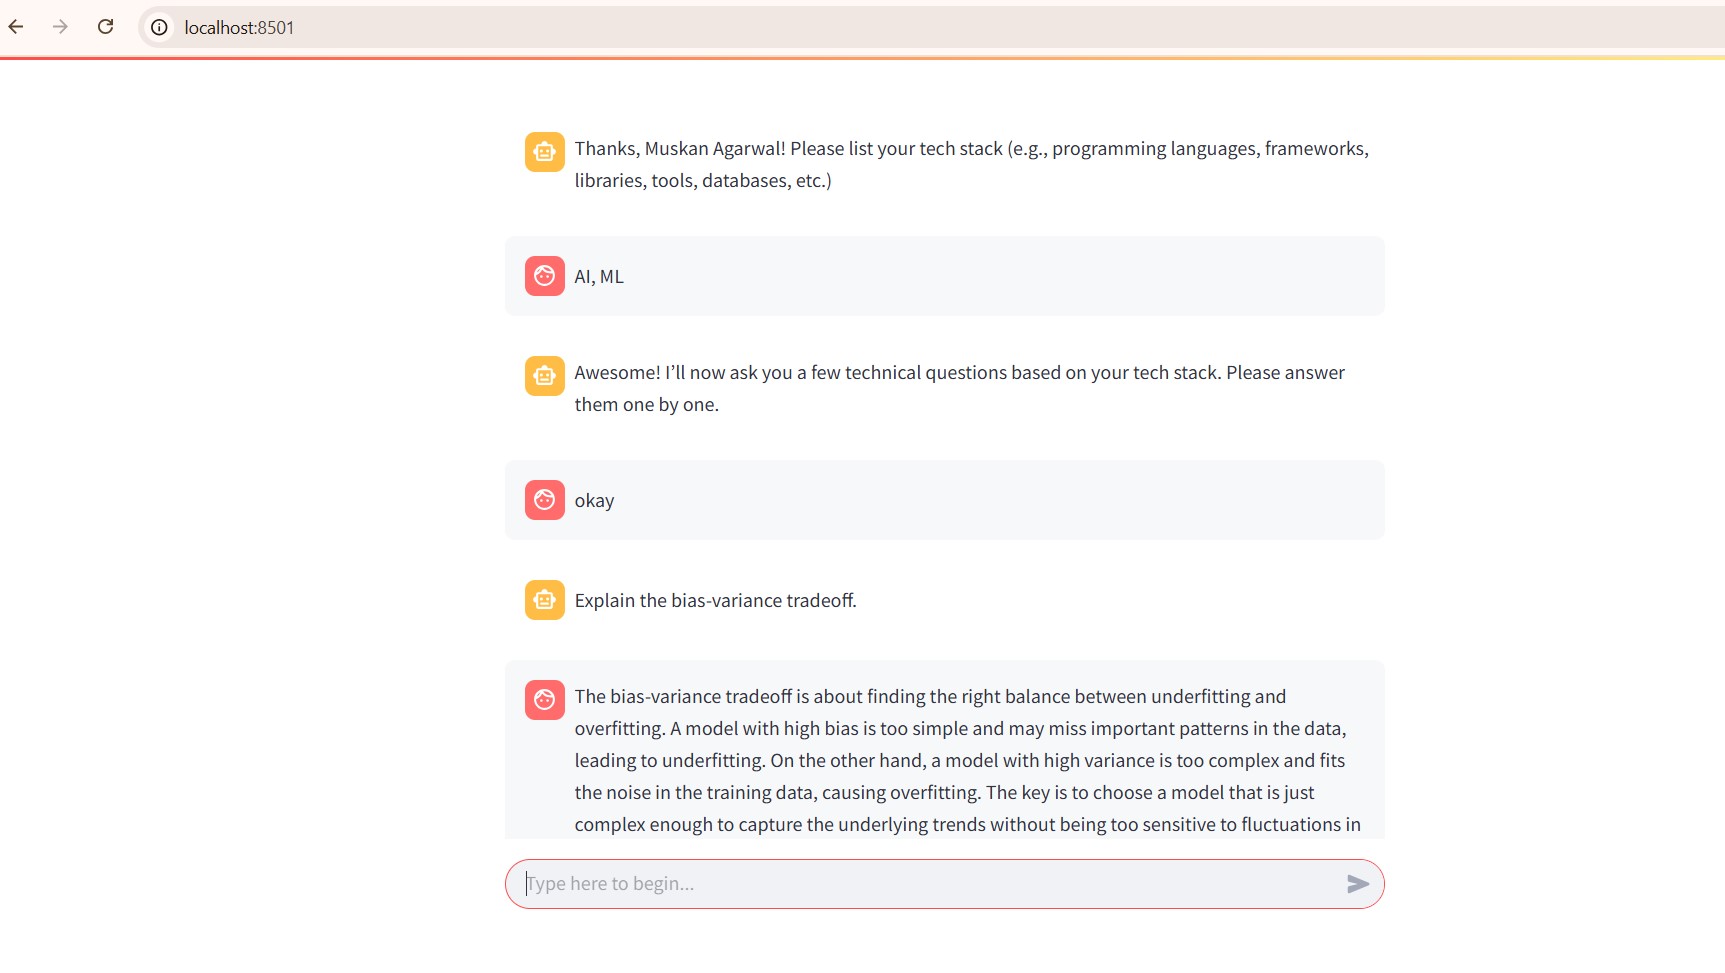 localhost:8501
Thanks, Muskan Agarwal! Please list your tech stack (e.g., programming languages, frameworks,
libraries, tools, databases, etc.)
AI, ML
Awesome! I’ll now ask you a few technical questions based on your tech stack. Please answer
them one by one.
okay
Explain the bias-variance tradeoff.
The bias-variance tradeoff is about finding the right balance between underfitting and
overfitting. A model with high bias is too simple and may miss important patterns in the data,
leading to underfitting. On the other hand, a model with high variance is too complex and fits
the noise in the training data, causing overfitting. The key is to choose a model that is just
complex enough to capture the underlying trends without being too sensitive to fluctuations in
Type here to begin...